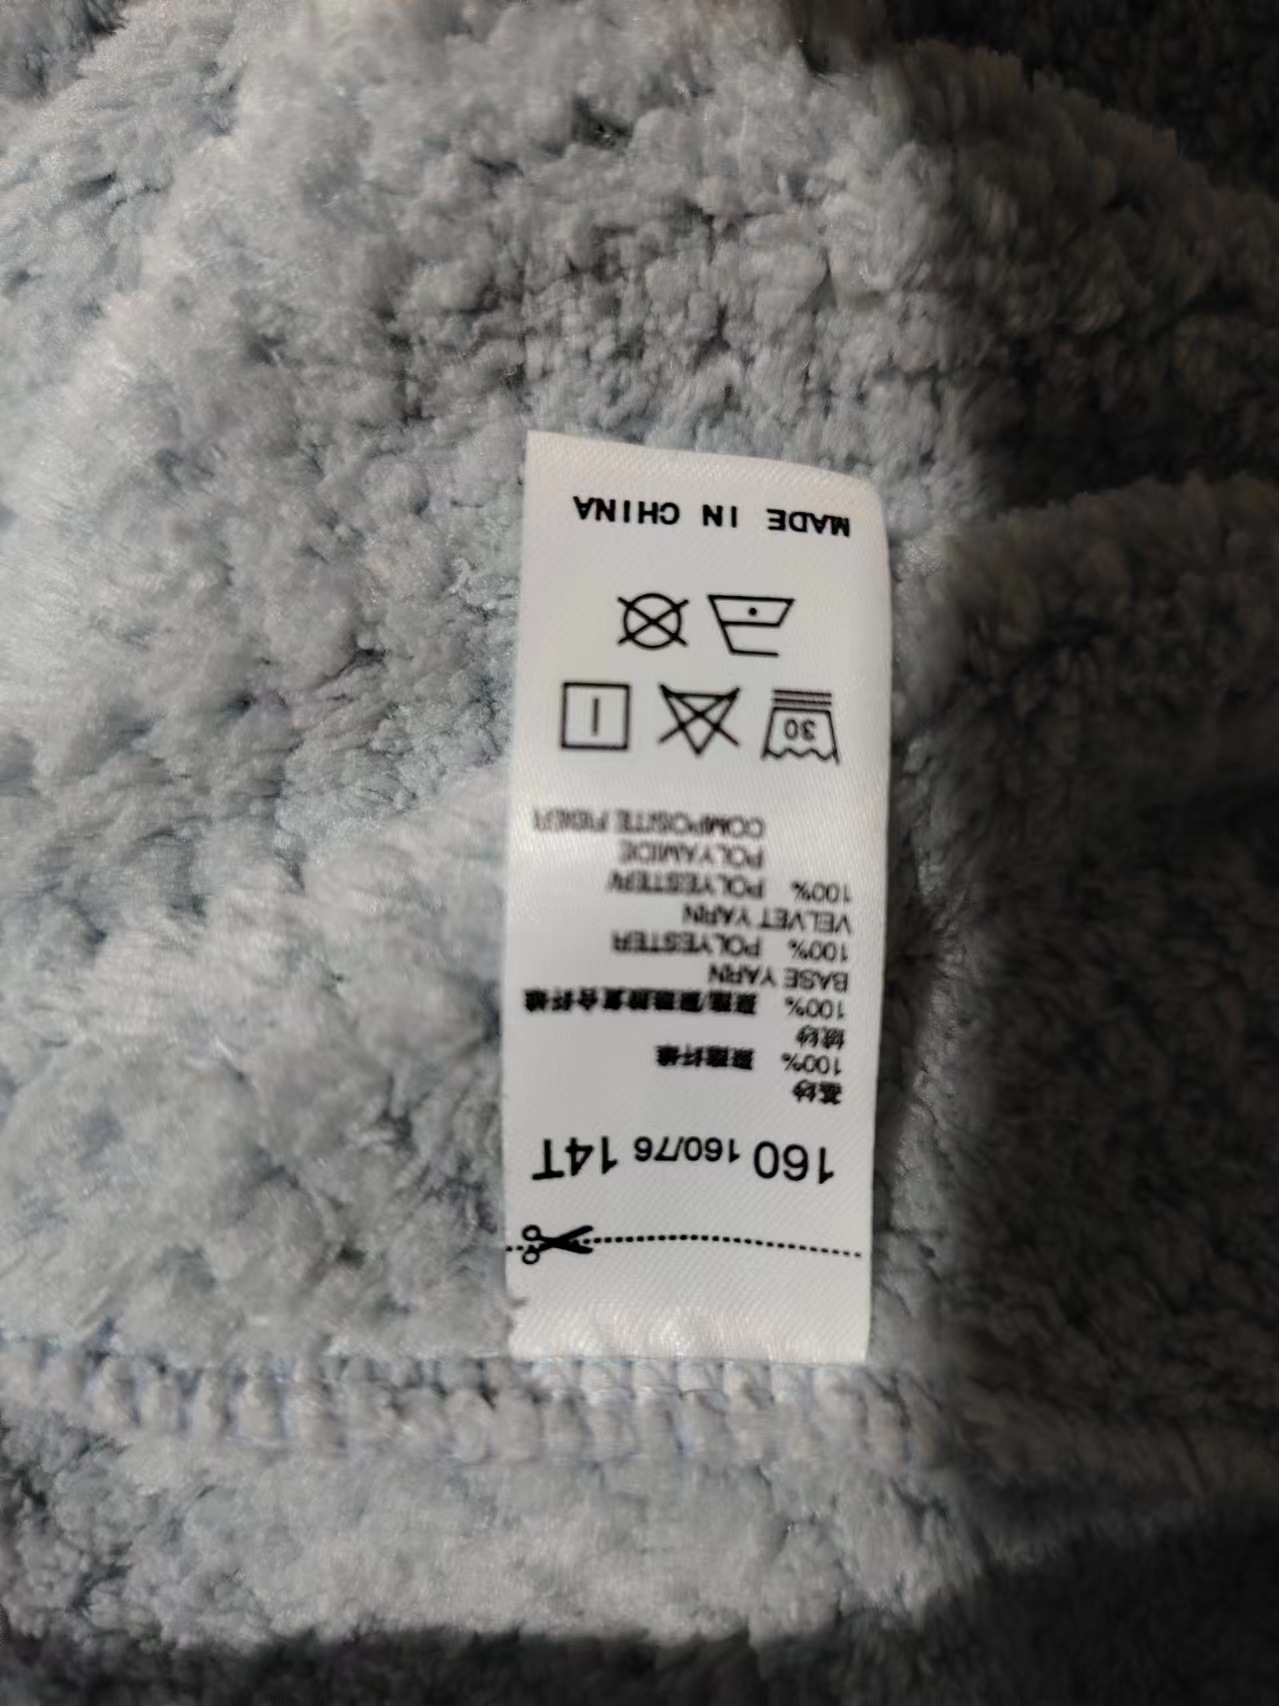 160 160/76 14T
基纱
100% 聚酯纤维
绒纱
100% 聚酯/聚酰胺复合纤维
BASE YARN
100% POLYESTER
VELVET YARN
100% POLYESTER/
POLYAMIDE
COMPOSITE FIBER
30
MADE IN CHINA